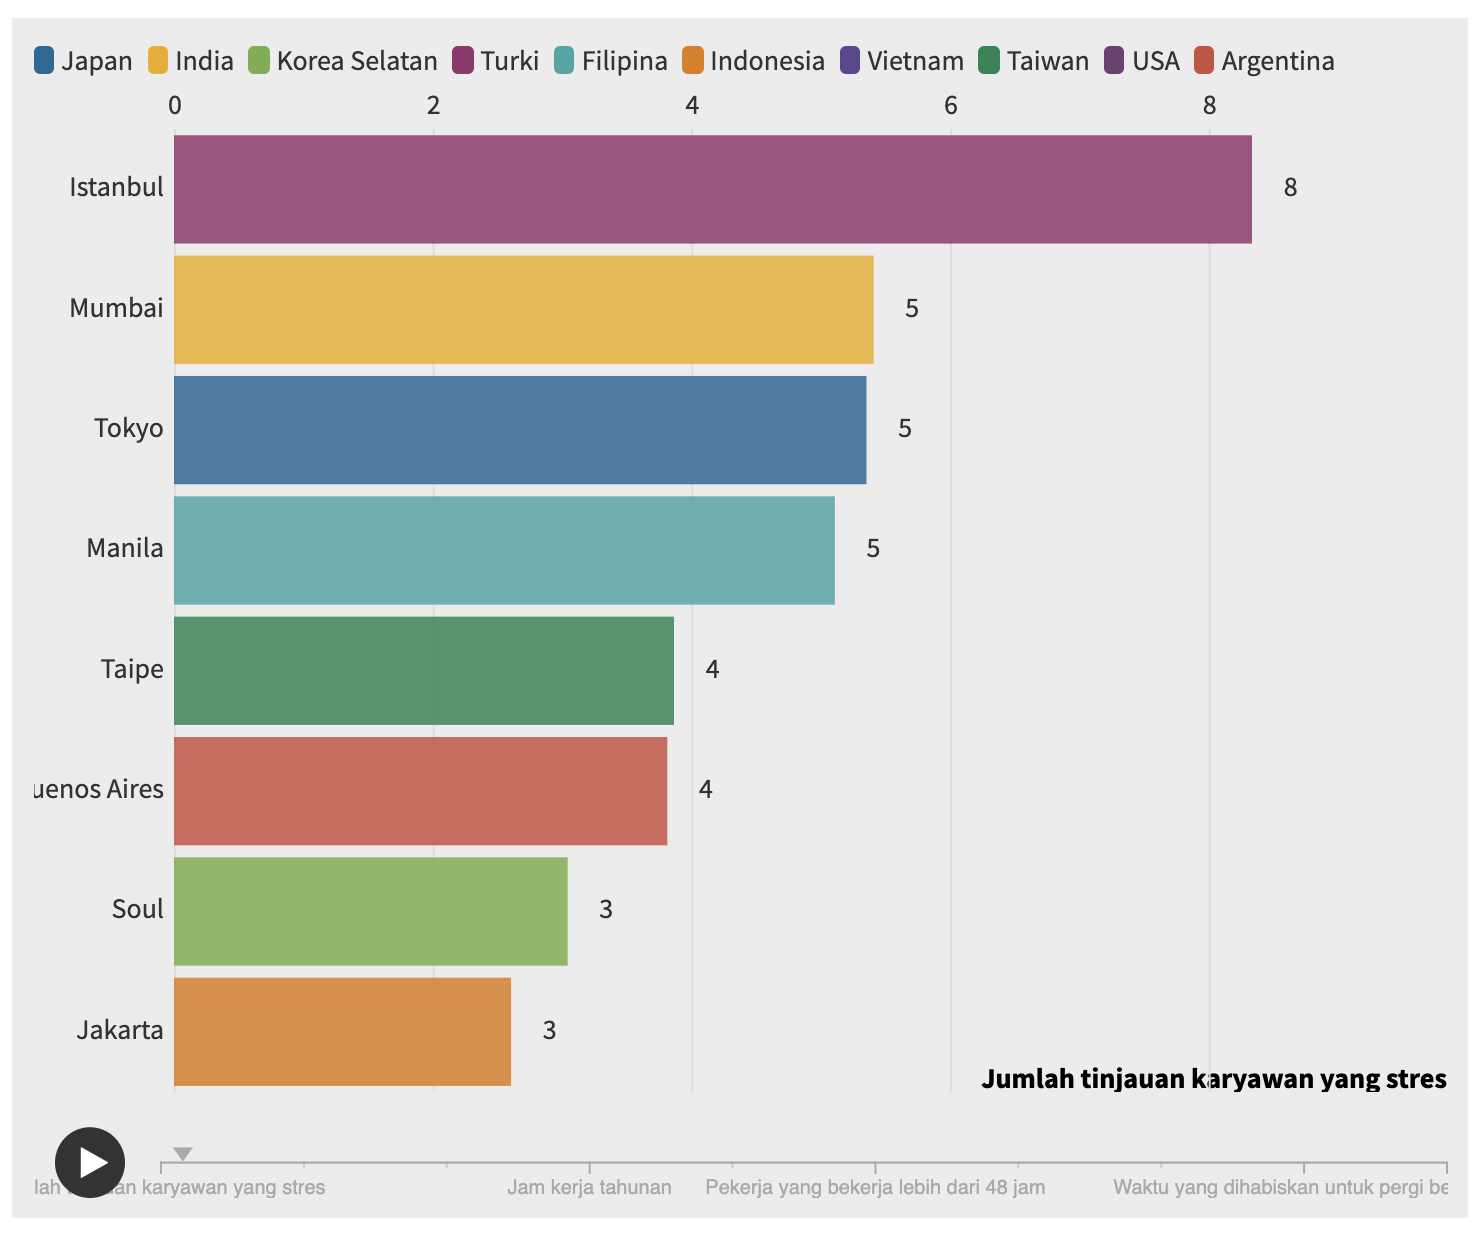 Japan India Korea Selatan Turki Filipina Indonesia Vietnam Taiwan USA Argentina
0 2 4 6 8
Istanbul 8
Mumbai 5
Tokyo 5
Manila 5
Taipe 4
uenos Aires 4
Soul 3
Jakarta 3
Jumlah tinjauan karyawan yang stres
karyawan yang stres Jam kerja tahunan Pekerja yang bekerja lebih dari 48 jam Waktu yang dihabiskan untuk pergi be